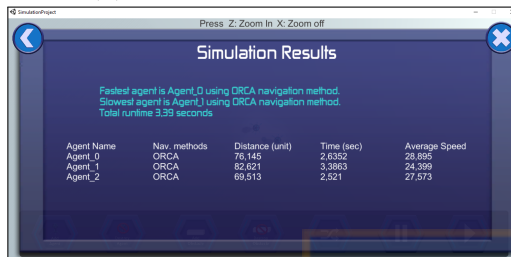 SimulationProject
Press Z: Zoom In X: Zoom off
Simulation Results
Fastest agent is Agent_0 using ORCA navigation method.
Slowest agent is Agent_1 using ORCA navigation method.
Total runtime 3,39 seconds
Agent Name Nav. methods Distance (unit) Time (sec) Average Speed
Agent_0 ORCA 76,145 2,6352 28,895
Agent_1 ORCA 82,621 3,3863 24,399
Agent_2 ORCA 69,513 2,521 27,573